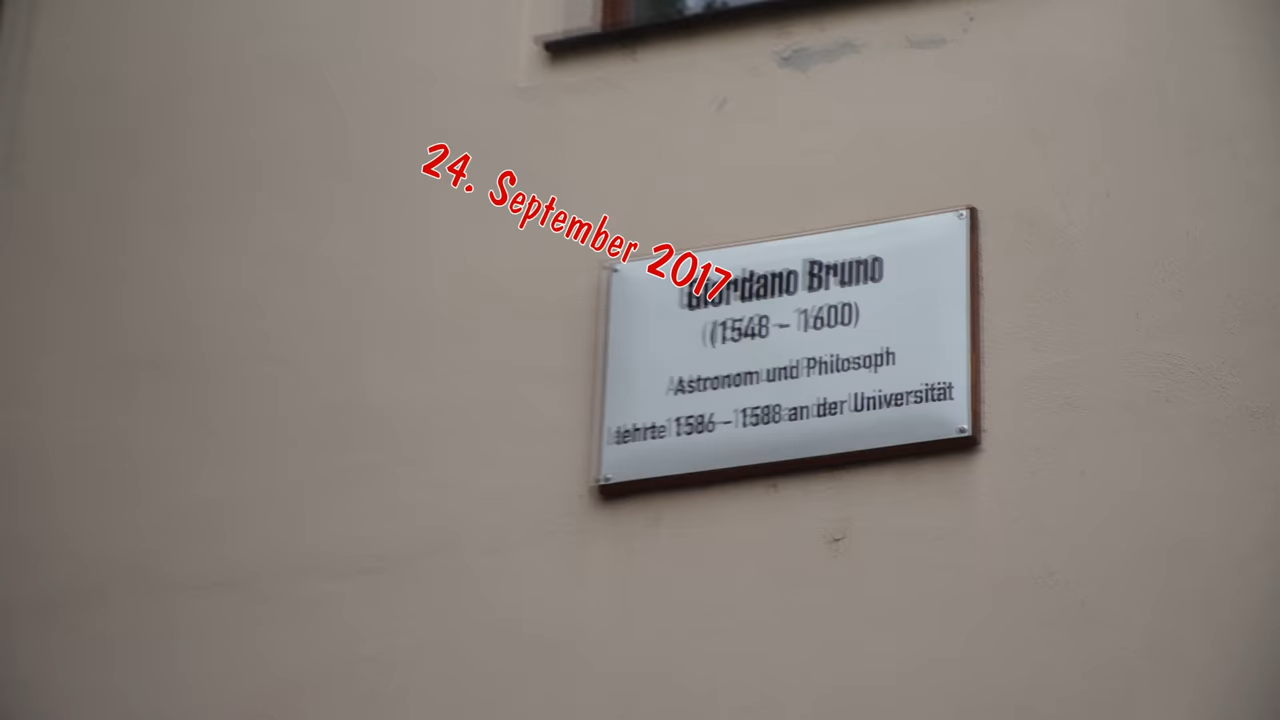 24. September 2017
Giordano Bruno
(1548 - 1600)
Astronom und Philosoph
lehrte 1586 - 1588 an der Universität